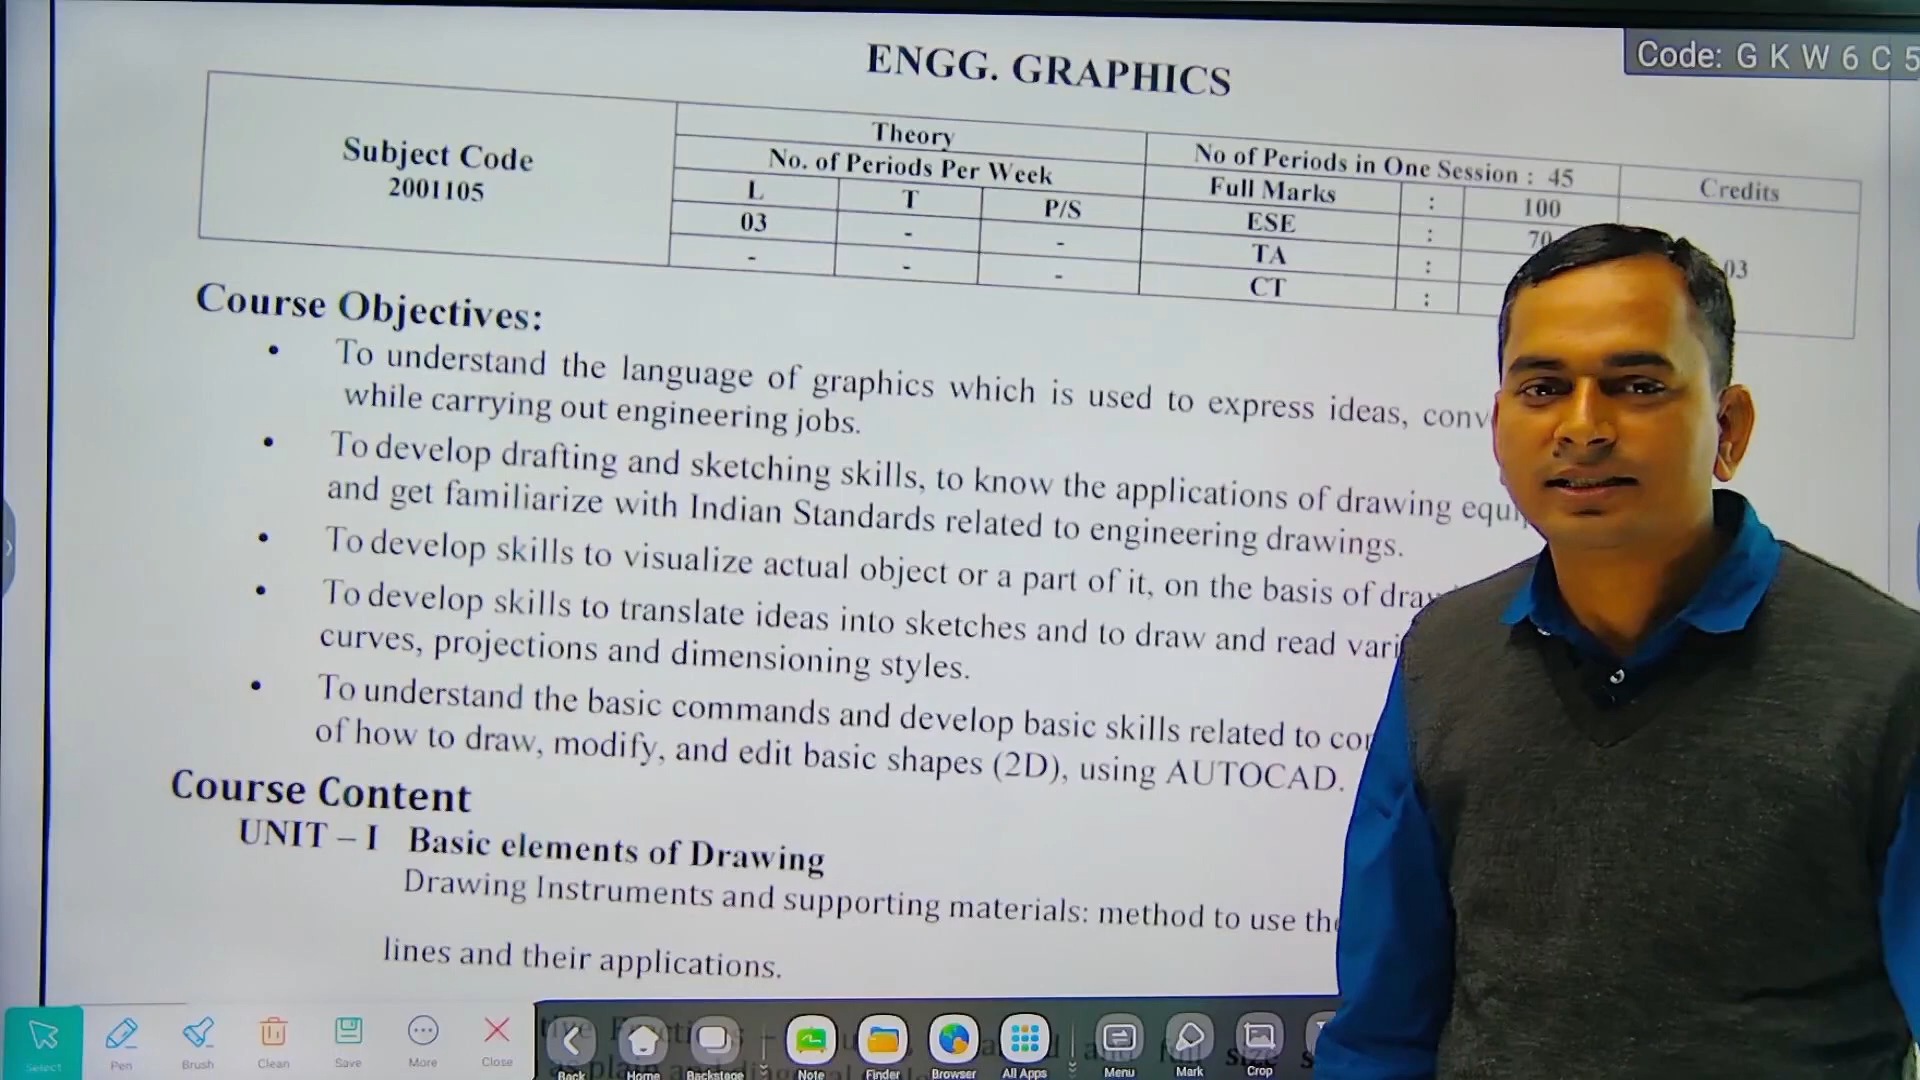 ENGG. GRAPHICS
Code: G K W 6 C 5
Subject Code
2001105
Theory
No. of Periods Per Week
L T P/S
03 - -
- - -
No of Periods in One Session : 45
Full Marks : 100
ESE : 70
TA :
CT :
Credits
03
Course Objectives:
• To understand the language of graphics which is used to express ideas,
while carrying out engineering jobs.
• To develop drafting and sketching skills, to know the applications of drawing
and get familiarize with Indian Standards related to engineering drawings.
• To develop skills to visualize actual object or a part of it, on the basis of
• To develop skills to translate ideas into sketches and to draw and read
curves, projections and dimensioning styles.
• To understand the basic commands and develop basic skills related to
of how to draw, modify, and edit basic shapes (2D), using AUTOCAD.
Course Content
UNIT – I Basic elements of Drawing
Drawing Instruments and supporting materials: method to use
lines and their applications.
Select Pen Brush Clean Save More Close
Back Home Backstage Note Finder Browser All Apps Menu Mark Crop